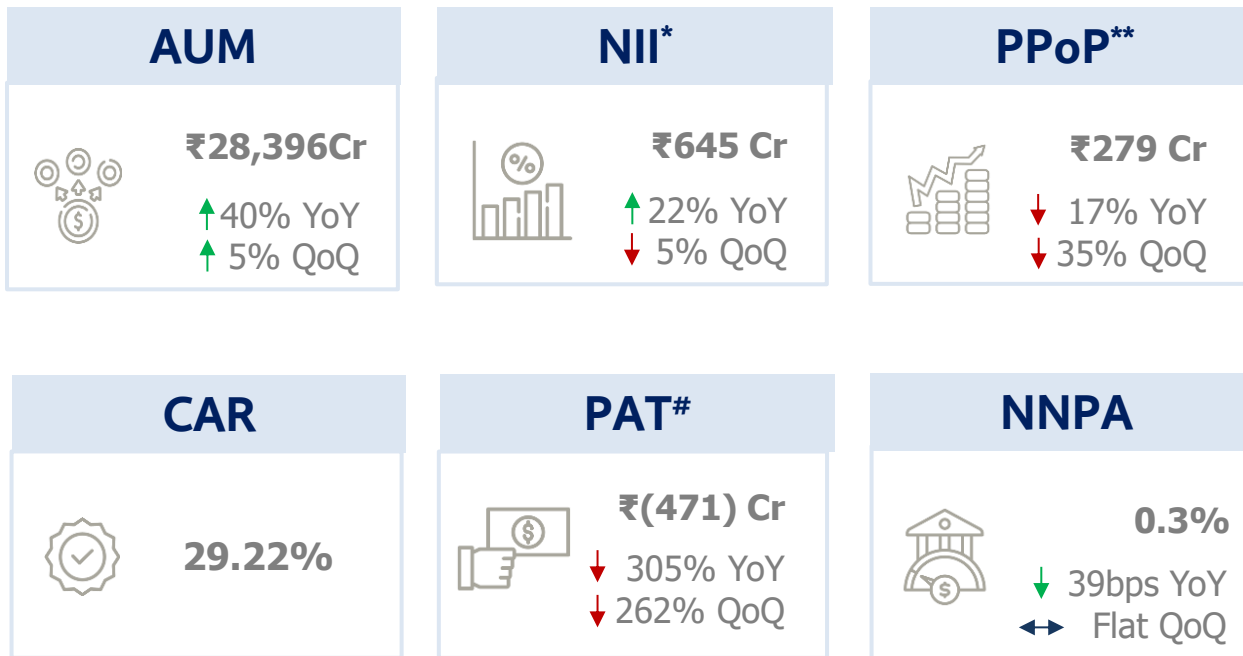 AUM
₹28,396Cr
40% YoY
5% QoQ
NII*
%
₹645 Cr
22% YoY
5% QoQ
PPoP**
₹279 Cr
17% YoY
35% QoQ
CAR
29.22%
PAT#
₹(471) Cr
305% YoY
262% QoQ
NNPA
0.3%
39bps YoY
Flat QoQ